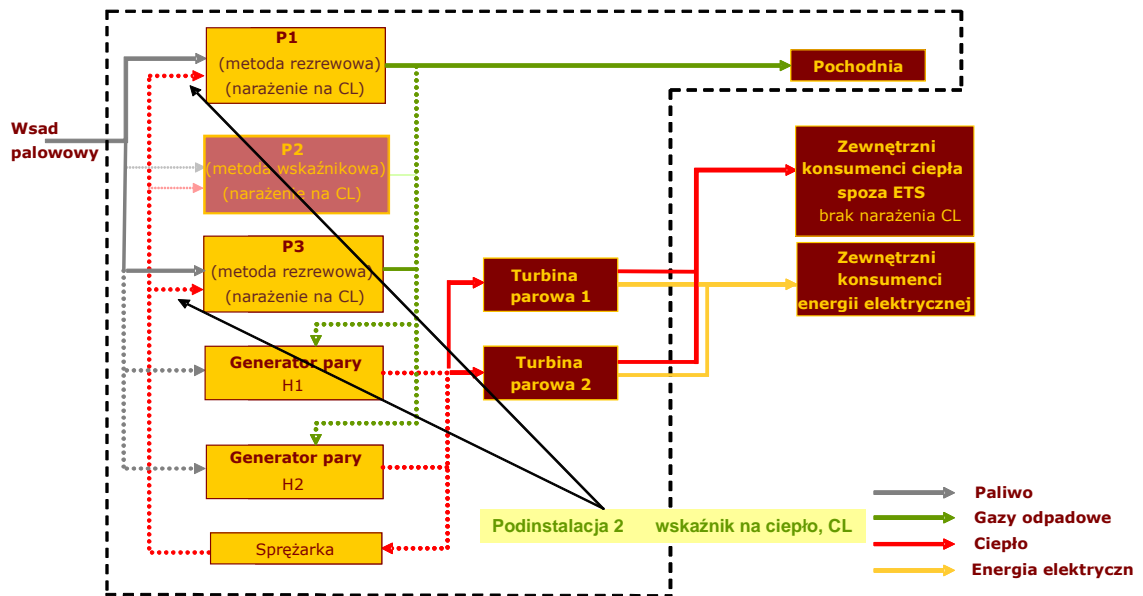 P1
(metoda rezrewowa)
(narażenie na CL)
Pochodnia
Wsad
palowowy
P2
(metoda wskaźnikowa)
(narażenie na CL)
Zewnętrzni
konsumenci ciepła
spoza ETS
brak narażenia CL
P3
(metoda rezrewowa)
(narażenie na CL)
Turbina
parowa 1
Zewnętrzni
konsumenci
energii elektrycznej
Generator pary
H1
Turbina
parowa 2
Generator pary
H2
Podinstalacja 2 wskaźnik na ciepło, CL
Sprężarka
Paliwo
Gazy odpadowe
Ciepło
Energia elektryczn